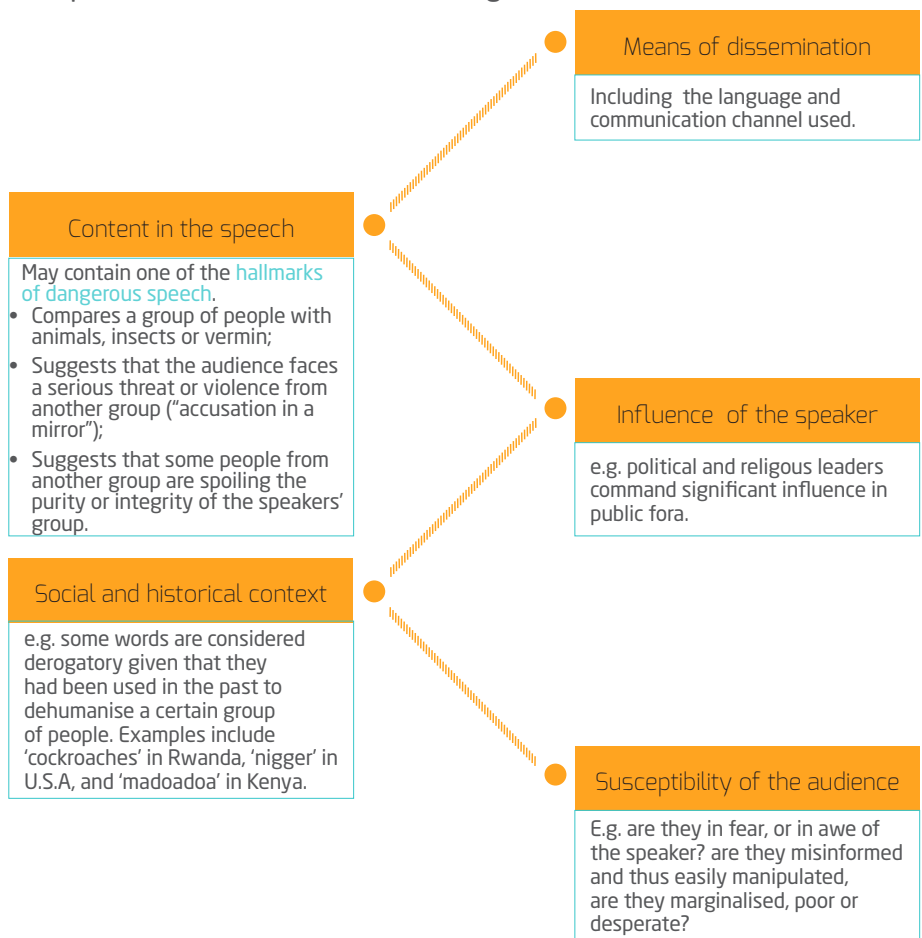 Means of dissemination
Including the language and
communication channel used.
Content in the speech
May contain one of the hallmarks
of dangerous speech.
• Compares a group of people with
animals, insects or vermin;
• Suggests that the audience faces
a serious threat or violence from
another group (“accusation in a
mirror”);
• Suggests that some people from
another group are spoiling the
purity or integrity of the speakers’
group.
Influence of the speaker
e.g. political and religous leaders
command significant influence in
public fora.
Social and historical context
e.g. some words are considered
derogatory given that they
had been used in the past to
dehumanise a certain group
of people. Examples include
‘cockroaches’ in Rwanda, ‘nigger’ in
U.S.A, and ‘madoadoa’ in Kenya.
Susceptibility of the audience
E.g. are they in fear, or in awe of
the speaker? are they misinformed
and thus easily manipulated,
are they marginalised, poor or
desperate?